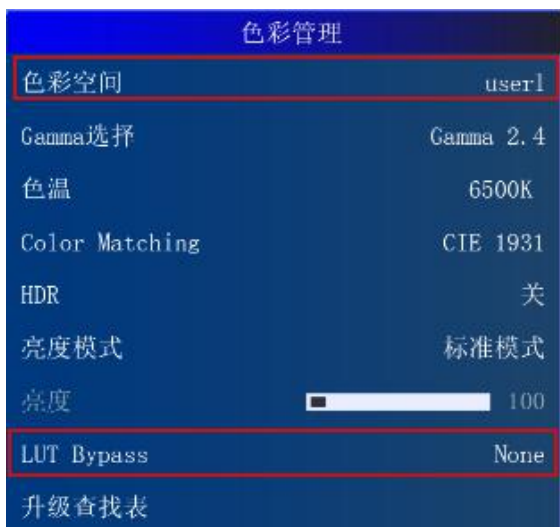 色彩管理
色彩空间 user1
Gamma选择 Gamma 2.4
色温 6500K
Color Matching CIE 1931
HDR 关
亮度模式 标准模式
亮度 100
LUT Bypass None
升级查找表